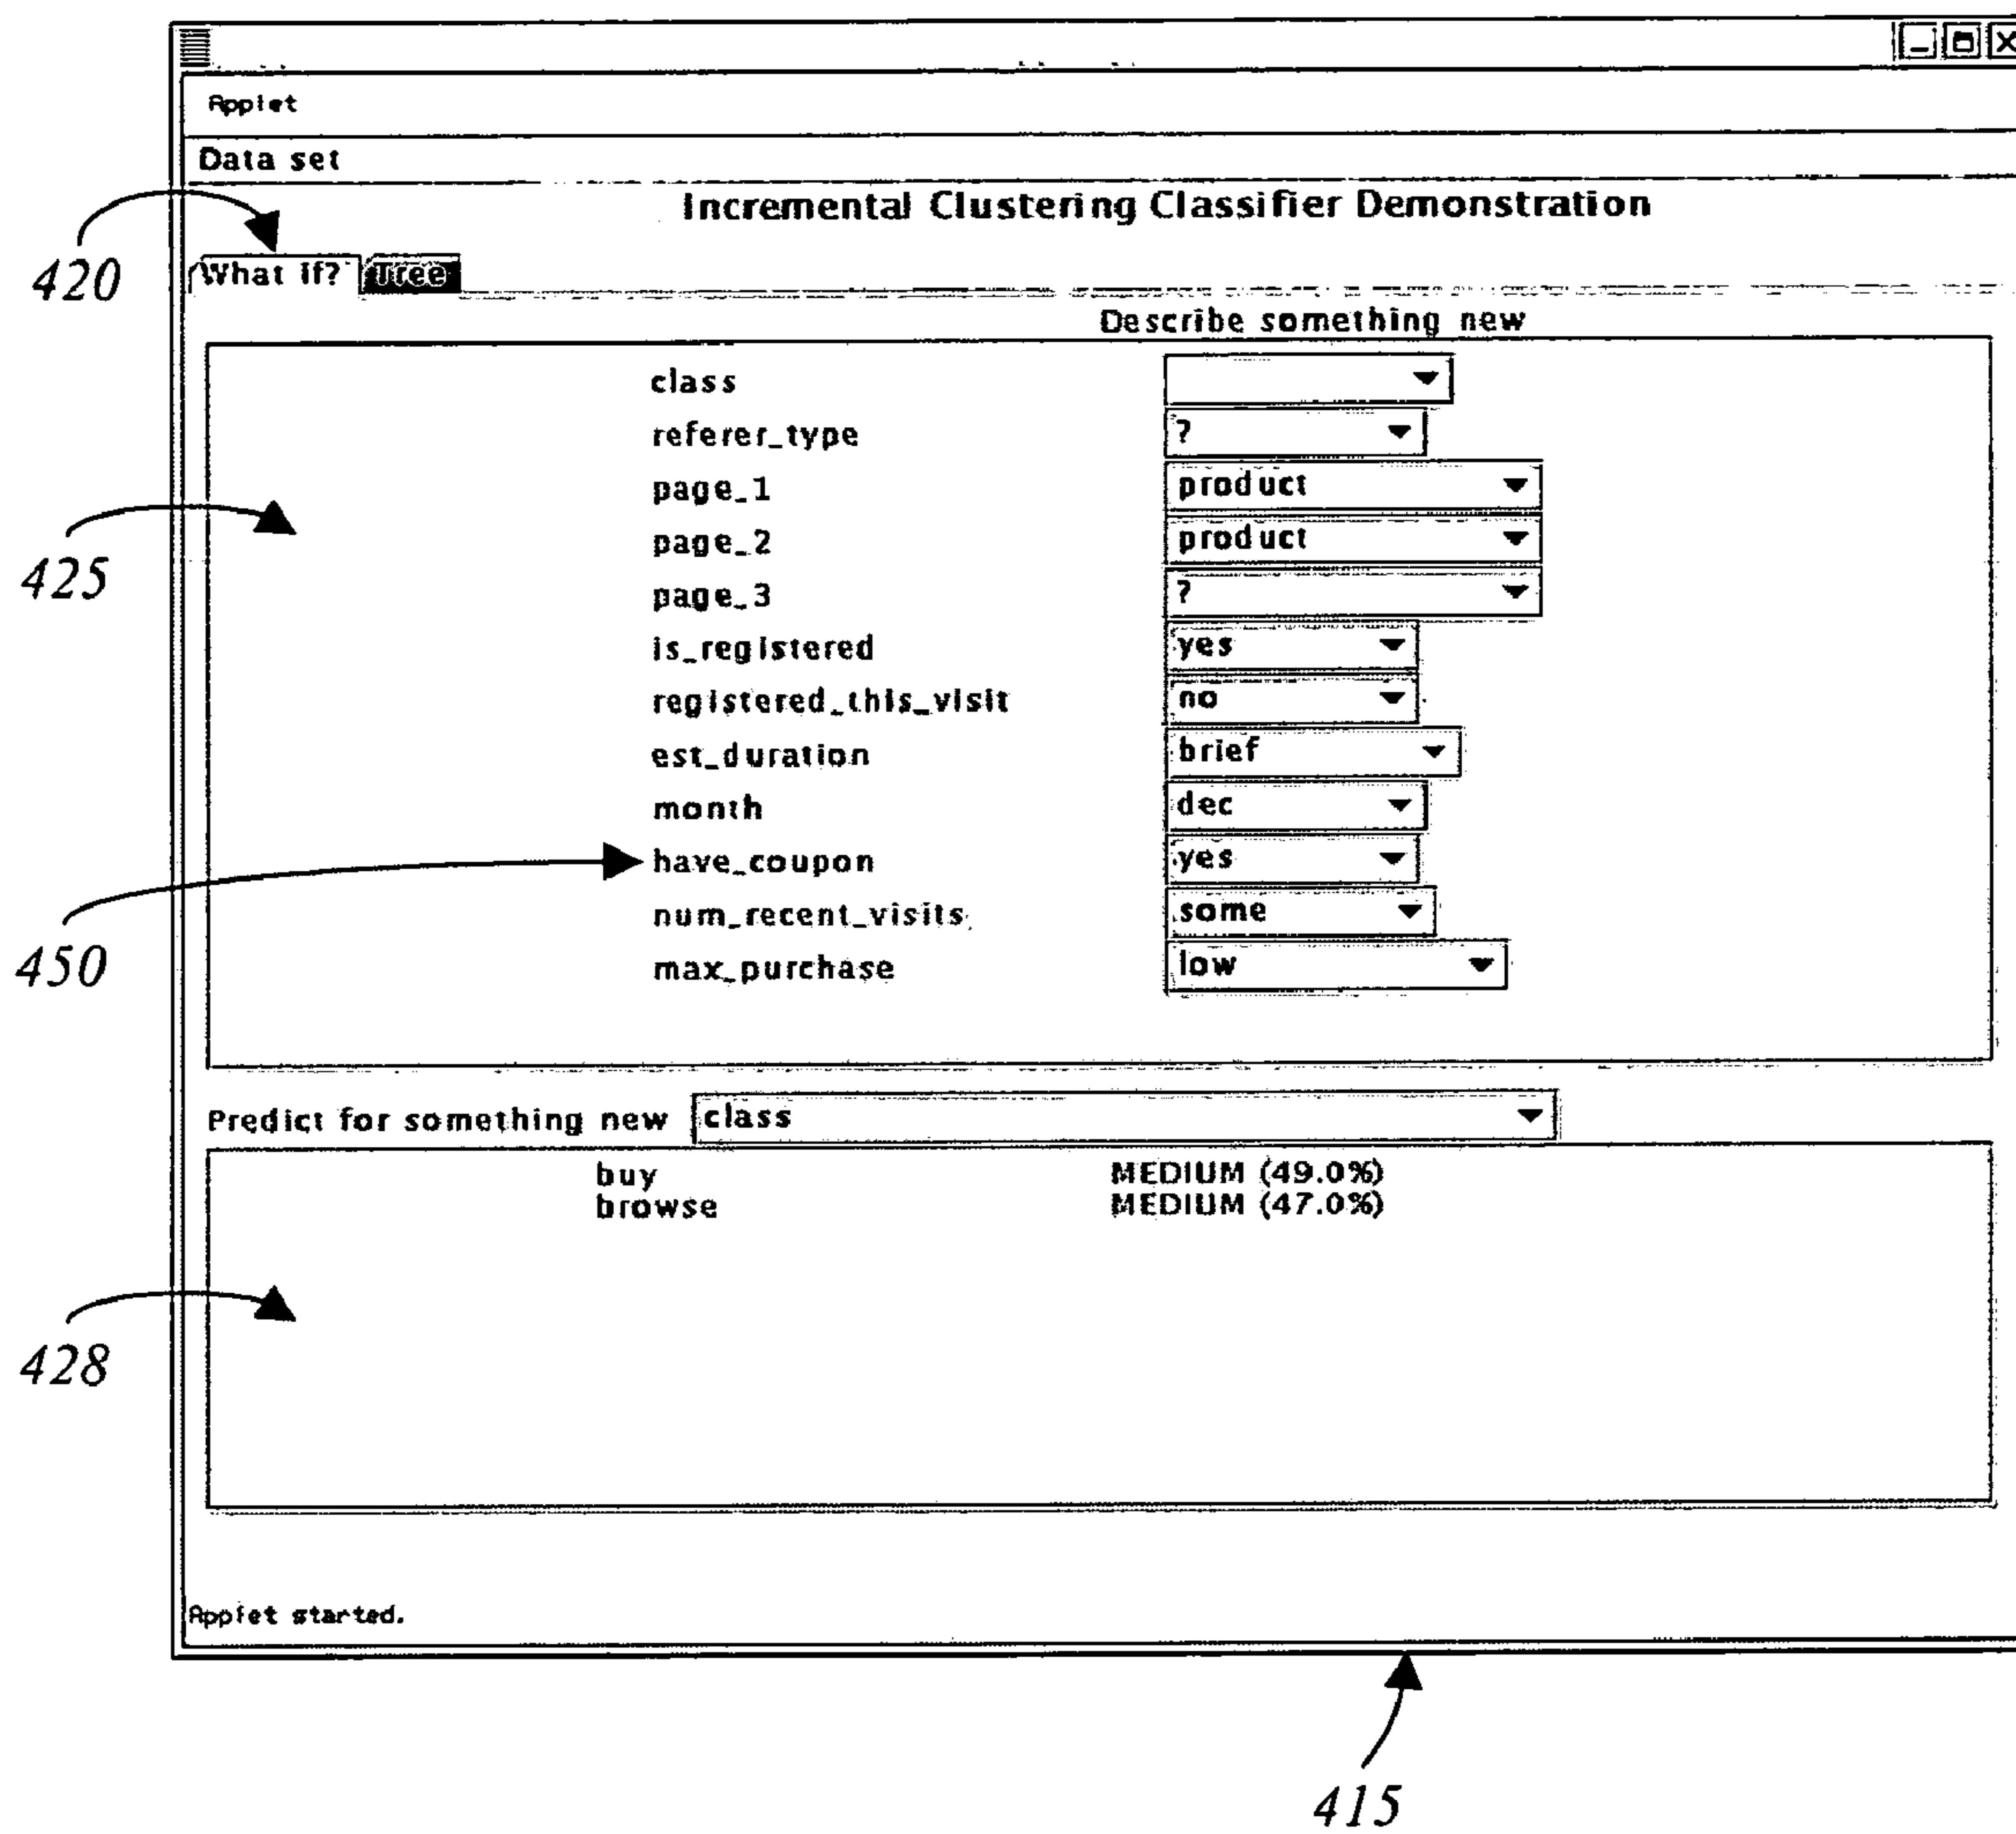 Applet
Data set
Incremental Clustering Classifier Demonstration
420
What if? Tree
Describe something new
class
referer_type ?
page_1 product
425
page_2 product
page_3 ?
is_registered yes
registered_this_visit no
est_duration brief
month dec
have_coupon yes
450
num_recent_visits some
max_purchase low
Predict for something new class
buy MEDIUM (49.0%)
browse MEDIUM (47.0%)
428
Applet started.
415